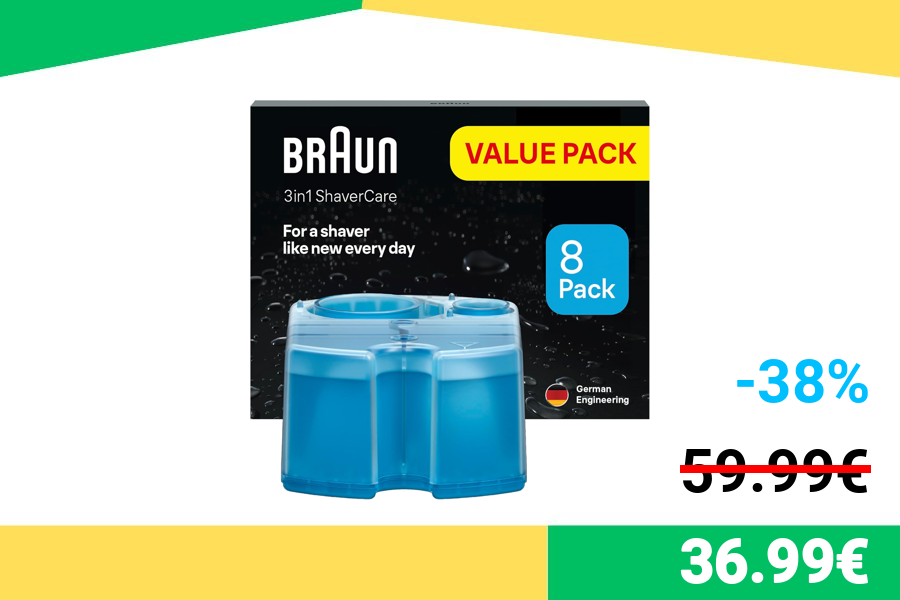 BRAUN
VALUE PACK
3in1 ShaverCare
For a shaver
like new every day
8
Pack
German
Engineering
-38%
59.99€
36.99€